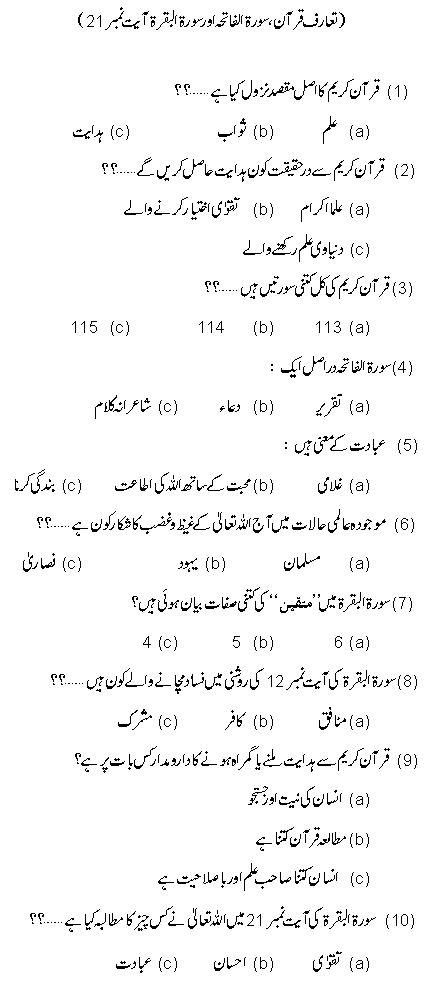 (تعارف قرآن، سورۃ الفاتحہ اور سورۃ البقرۃ آیت نمبر 21)
(1) قرآن کریم کا اصل مقصد نزول کیا ہے......؟؟
(a) علم (b) ثواب (c) ہدایت
(2) قرآن کریم سے درحقیقت کون ہدایت حاصل کریں گے......؟؟
(a) علما اکرام (b) تقوٰی اختیار کرنے والے
(c) دنیاوی علم رکھنے والے
(3) قرآن کریم کی کل کتنی سورتیں ہیں......؟؟
(a) 113 (b) 114 (c) 115
(4) سورۃ الفاتحہ دراصل ایک :
(a) تقریر (b) دعاء (c) شاعرانہ کلام
(5) عبادت کے معنی ہیں :
(a) غلامی (b) محبت کے ساتھ اللہ کی اطاعت (c) بندگی کرنا
(6) موجودہ عالمی حالات میں آج اللہ تعالیٰ کے غیظ و غضب کا شکار کون ہے......؟؟
(a) مسلمان (b) یہود (c) نصاریٰ
(7) سورۃ البقرۃ میں ’’متقین‘‘ کی کتنی صفات بیان ہوئی ہیں؟
(a) 6 (b) 5 (c) 4
(8) سورۃ البقرۃ کی آیت نمبر 12 کی روشنی میں فساد مچانے والے کون ہیں......؟؟
(a) منافق (b) کافر (c) مشرک
(9) قرآن کریم سے ہدایت ملنے یا گمراہ ہونے کا دارومدار کس بات پر ہے؟
(a) انسان کی نیت اور جستجو
(b) مطالعہ قرآن کتنا ہے
(c) انسان کتنا صاحب علم اور باصلاحیت ہے
(10) سورۃ البقرۃ کی آیت نمبر 21 میں اللہ تعالیٰ نے کس چیز کا مطالبہ کیا ہے......؟؟
(a) تقوٰی (b) احسان (c) عبادت